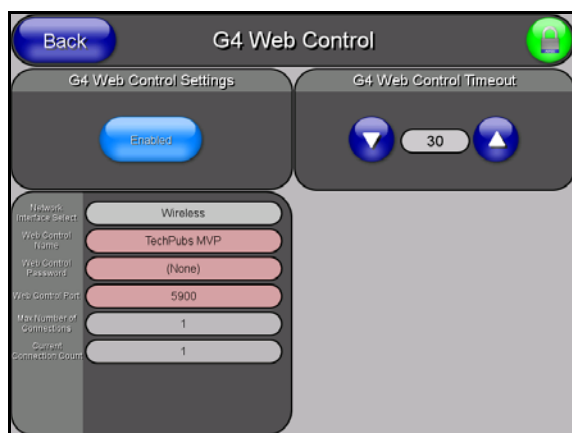 Back
G4 Web Control
G4 Web Control Settings
G4 Web Control Timeout
Enabled
30
Network
Interface Select
Wireless
Web Control
Name
TechPubs MVP
Web Control
Password
(None)
Web Control Port
5900
Max Number of
Connections
1
Current
Connection Count
1